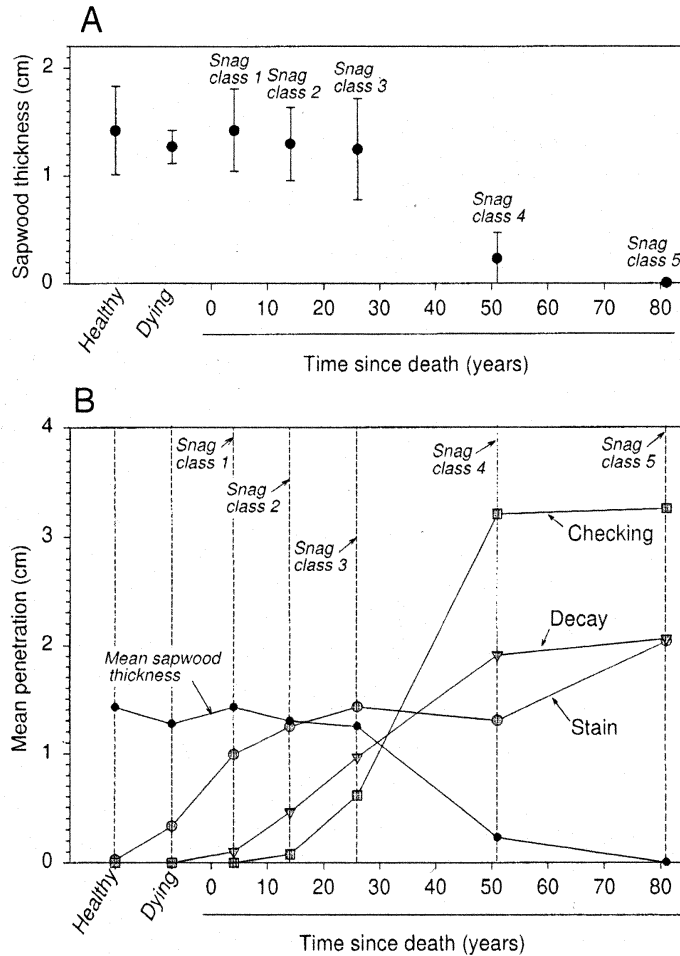 A
Sapwood thickness (cm)
2
1
0
Snag
class 1
Snag
class 2
Snag
class 3
Snag
class 4
Snag
class 5
Healthy
Dying
0 10 20 30 40 50 60 70 80
Time since death (years)
B
Mean penetration (cm)
4
3
2
1
0
Snag
class 1
Snag
class 2
Snag
class 3
Snag
class 4
Snag
class 5
Checking
Decay
Stain
Mean sapwood
thickness
Healthy
Dying
0 10 20 30 40 50 60 70 80
Time since death (years)